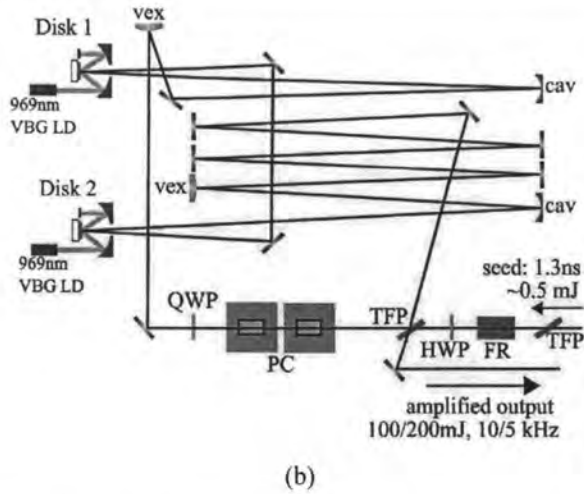 vex
Disk 1
969nm
VBG LD
cav
vex
cav
Disk 2
969nm
VBG LD
seed: 1.3ns
~0.5 mJ
QWP
TFP
PC
HWP
FR
TFP
amplified output
100/200mJ, 10/5 kHz
(b)